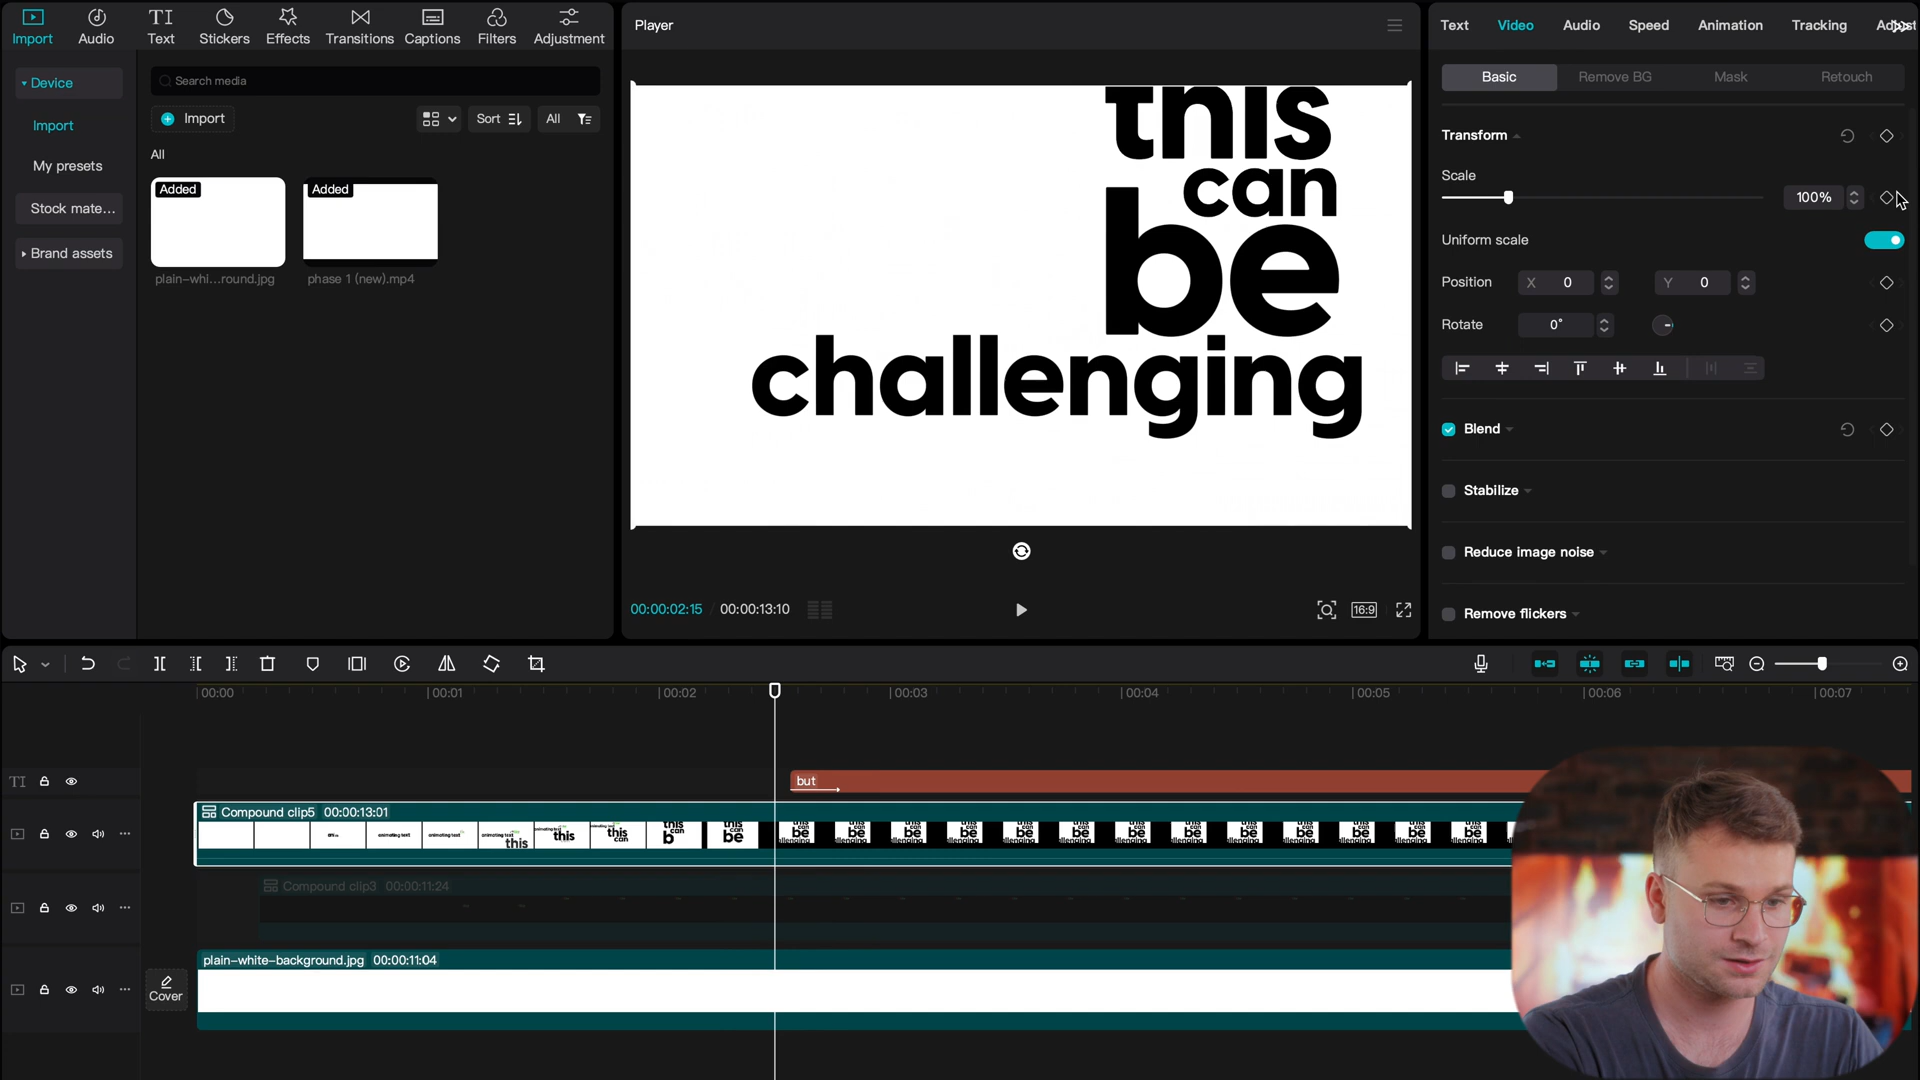 Import
Audio
Text
Stickers
Effects
Transitions
Captions
Filters
Adjustment
Device
Import
My presets
Stock mate...
Brand assets
Search media
Import
Sort
All
All
Added
plain-whi...round.jpg
Added
phase 1 (new).mp4
Player
this
can
be
challenging
00:00:02:15 / 00:00:13:10
16:9
Text
Video
Audio
Speed
Animation
Tracking
Basic
Remove BG
Mask
Retouch
Transform
Scale
100%
Uniform scale
Position X 0 Y 0
Rotate 0°
Blend
Stabilize
Reduce image noise
Remove flickers
00:00
00:01
00:02
00:03
00:04
00:05
00:06
00:07
TI
but
Compound clip5 00:00:13:01
Compound clip3 00:00:11:24
plain-white-background.jpg 00:00:11:04
Cover